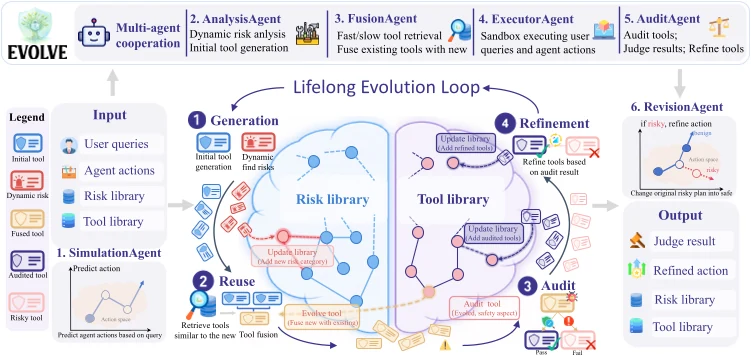 EVOLVE
Multi-agent
cooperation
2. AnalysisAgent
Dynamic risk anlysis
Initial tool generation
3. FusionAgent
Fast/slow tool retrieval
Fuse existing tools with new
4. ExecutorAgent
Sandbox executing user
queries and agent actions
5. AuditAgent
Audit tools;
Judge results; Refine tools
Legend
Initial tool
Dynamic risk
Fused tool
Audited tool
Risky tool
Input
User queries
Agent actions
Risk library
Tool library
1. SimulationAgent
Predict action
Action space
Predict agent actions based on query
Lifelong Evolution Loop
1 Generation
Initial tool
generation
Dynamic
find risks
Risk library
Update library
(Add new risk category)
2 Reuse
Retrieve tools
similar to the new
Tool fusion
Evolve tool
(Fuse new with existing)
Tool library
Update library
(Add refined tools)
Update library
(Add audited tools)
Audit tool
(Evolved, safety aspect)
3 Audit
Pass
Fail
4 Refinement
Refine tools based
on audit result
6. RevisionAgent
if risky, refine action
benign
Action space
risky
Change original risky plan into safe
Output
Judge result
Refined action
Risk library
Tool library